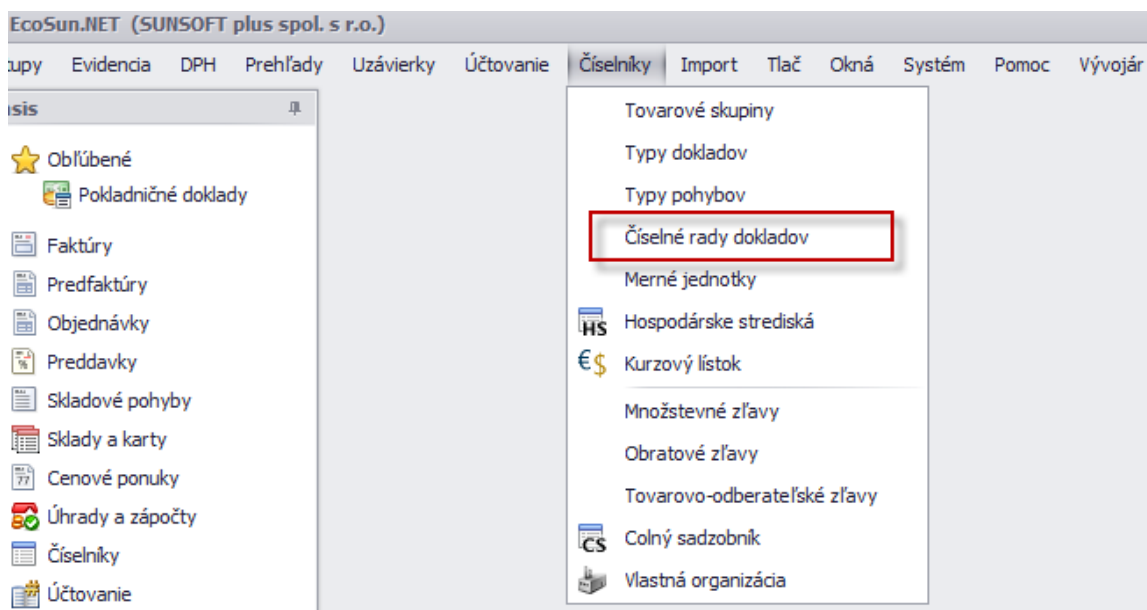 EcoSun.NET (SUNSOFT plus spol. s r.o.)
Evidencia DPH Prehľady Uzávierky Účtovanie Číselníky Import Tlač Okná Systém Pomoc Vývojár
Obľúbené
Pokladničné doklady
Faktúry
Predfaktúry
Objednávky
Preddavky
Skladové pohyby
Sklady a karty
Cenové ponuky
Úhrady a zápočty
Číselníky
Účtovanie
Tovarové skupiny
Typy dokladov
Typy pohybov
Číselné rady dokladov
Merné jednotky
HS Hospodárske strediská
€$ Kurzový lístok
Množstevné zľavy
Obratové zľavy
Tovarovo-odberateľské zľavy
CS Colný sadzobník
Vlastná organizácia